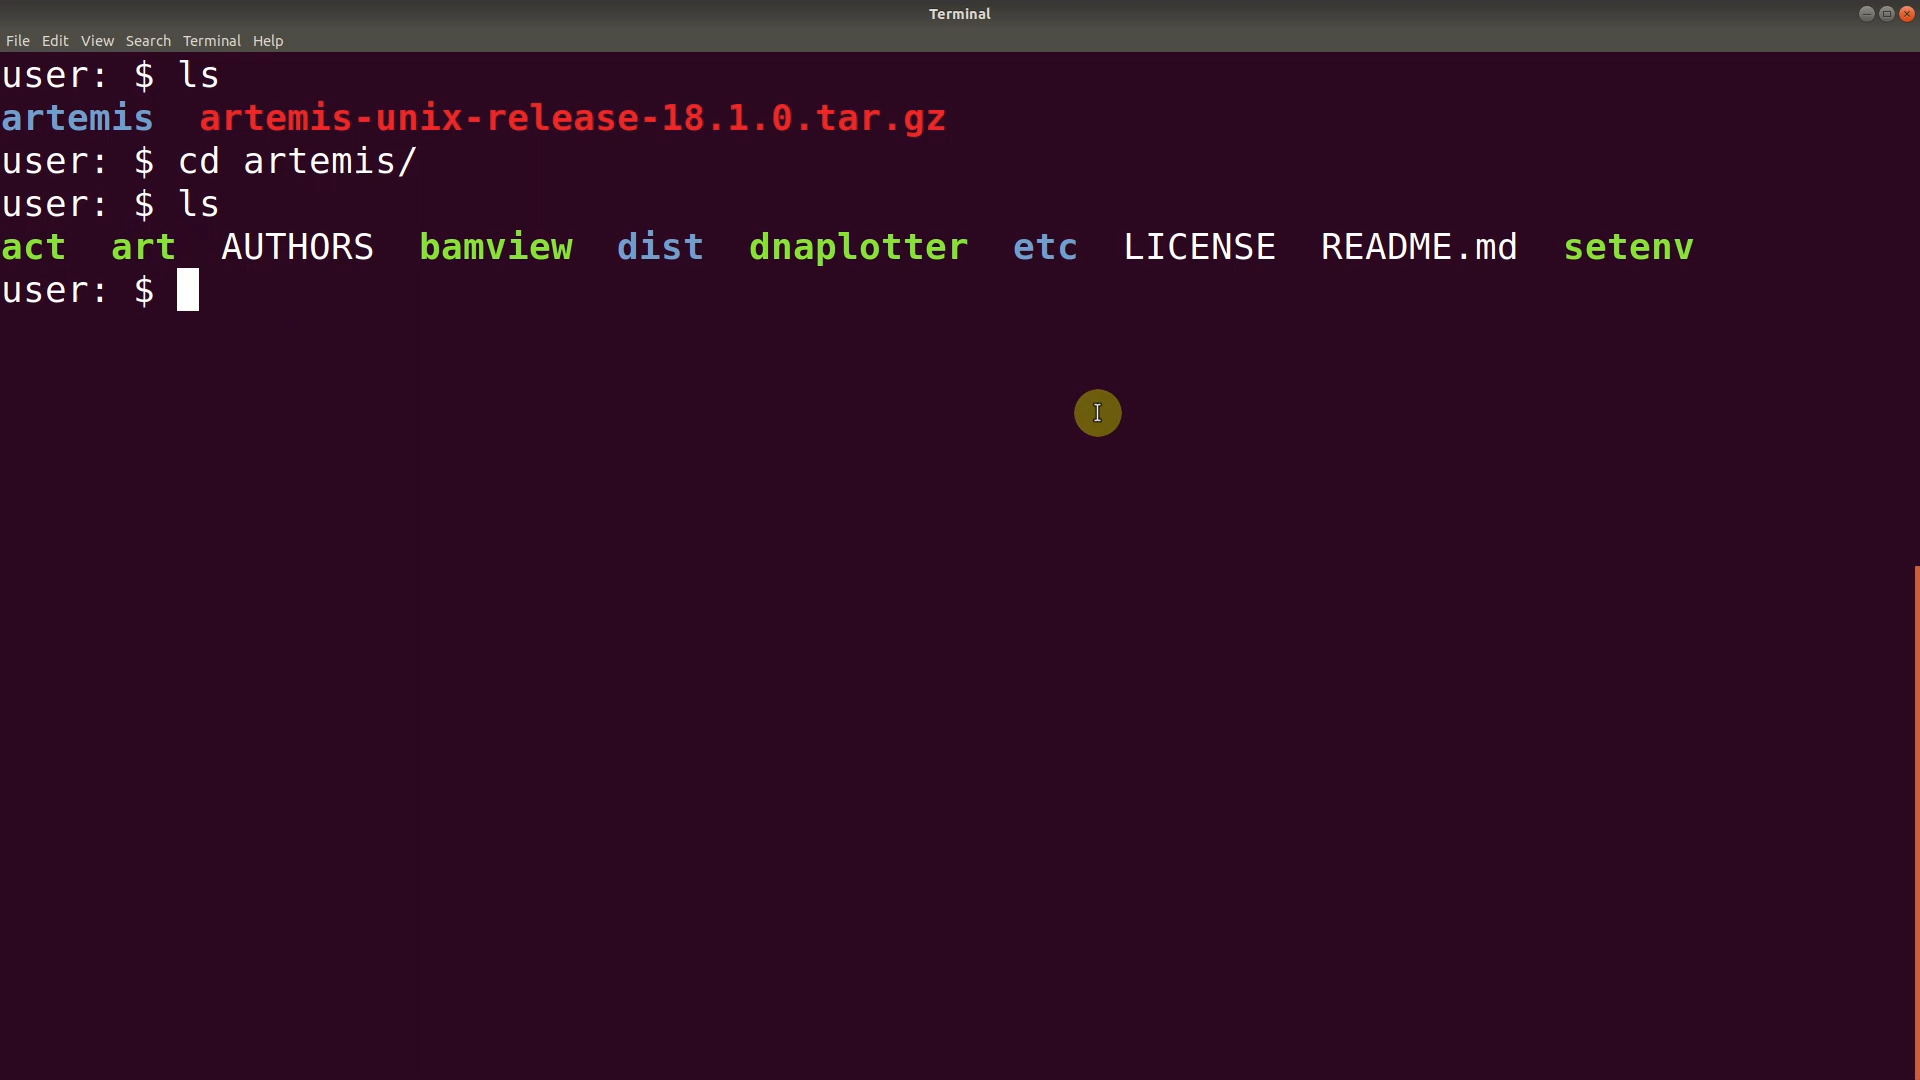 Terminal
File Edit View Search Terminal Help
user: $ ls
artemis  artemis-unix-release-18.1.0.tar.gz
user: $ cd artemis/
user: $ ls
act  art  AUTHORS  bamview  dist  dnaplotter  etc  LICENSE  README.md  setenv
user: $